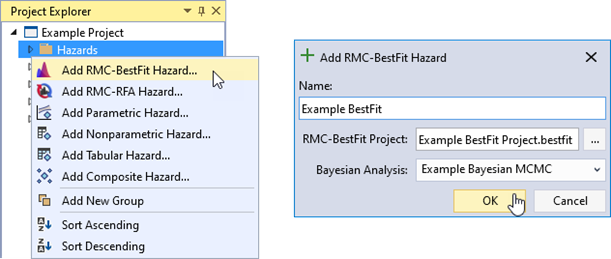 Project Explorer
Example Project
Hazards
Add RMC-BestFit Hazard...
Add RMC-RFA Hazard...
Add Parametric Hazard...
Add Nonparametric Hazard...
Add Tabular Hazard...
Add Composite Hazard...
Add New Group
Sort Ascending
Sort Descending
Add RMC-BestFit Hazard
Name:
Example BestFit
RMC-BestFit Project: Example BestFit Project.bestfit ...
Bayesian Analysis: Example Bayesian MCMC
OK Cancel